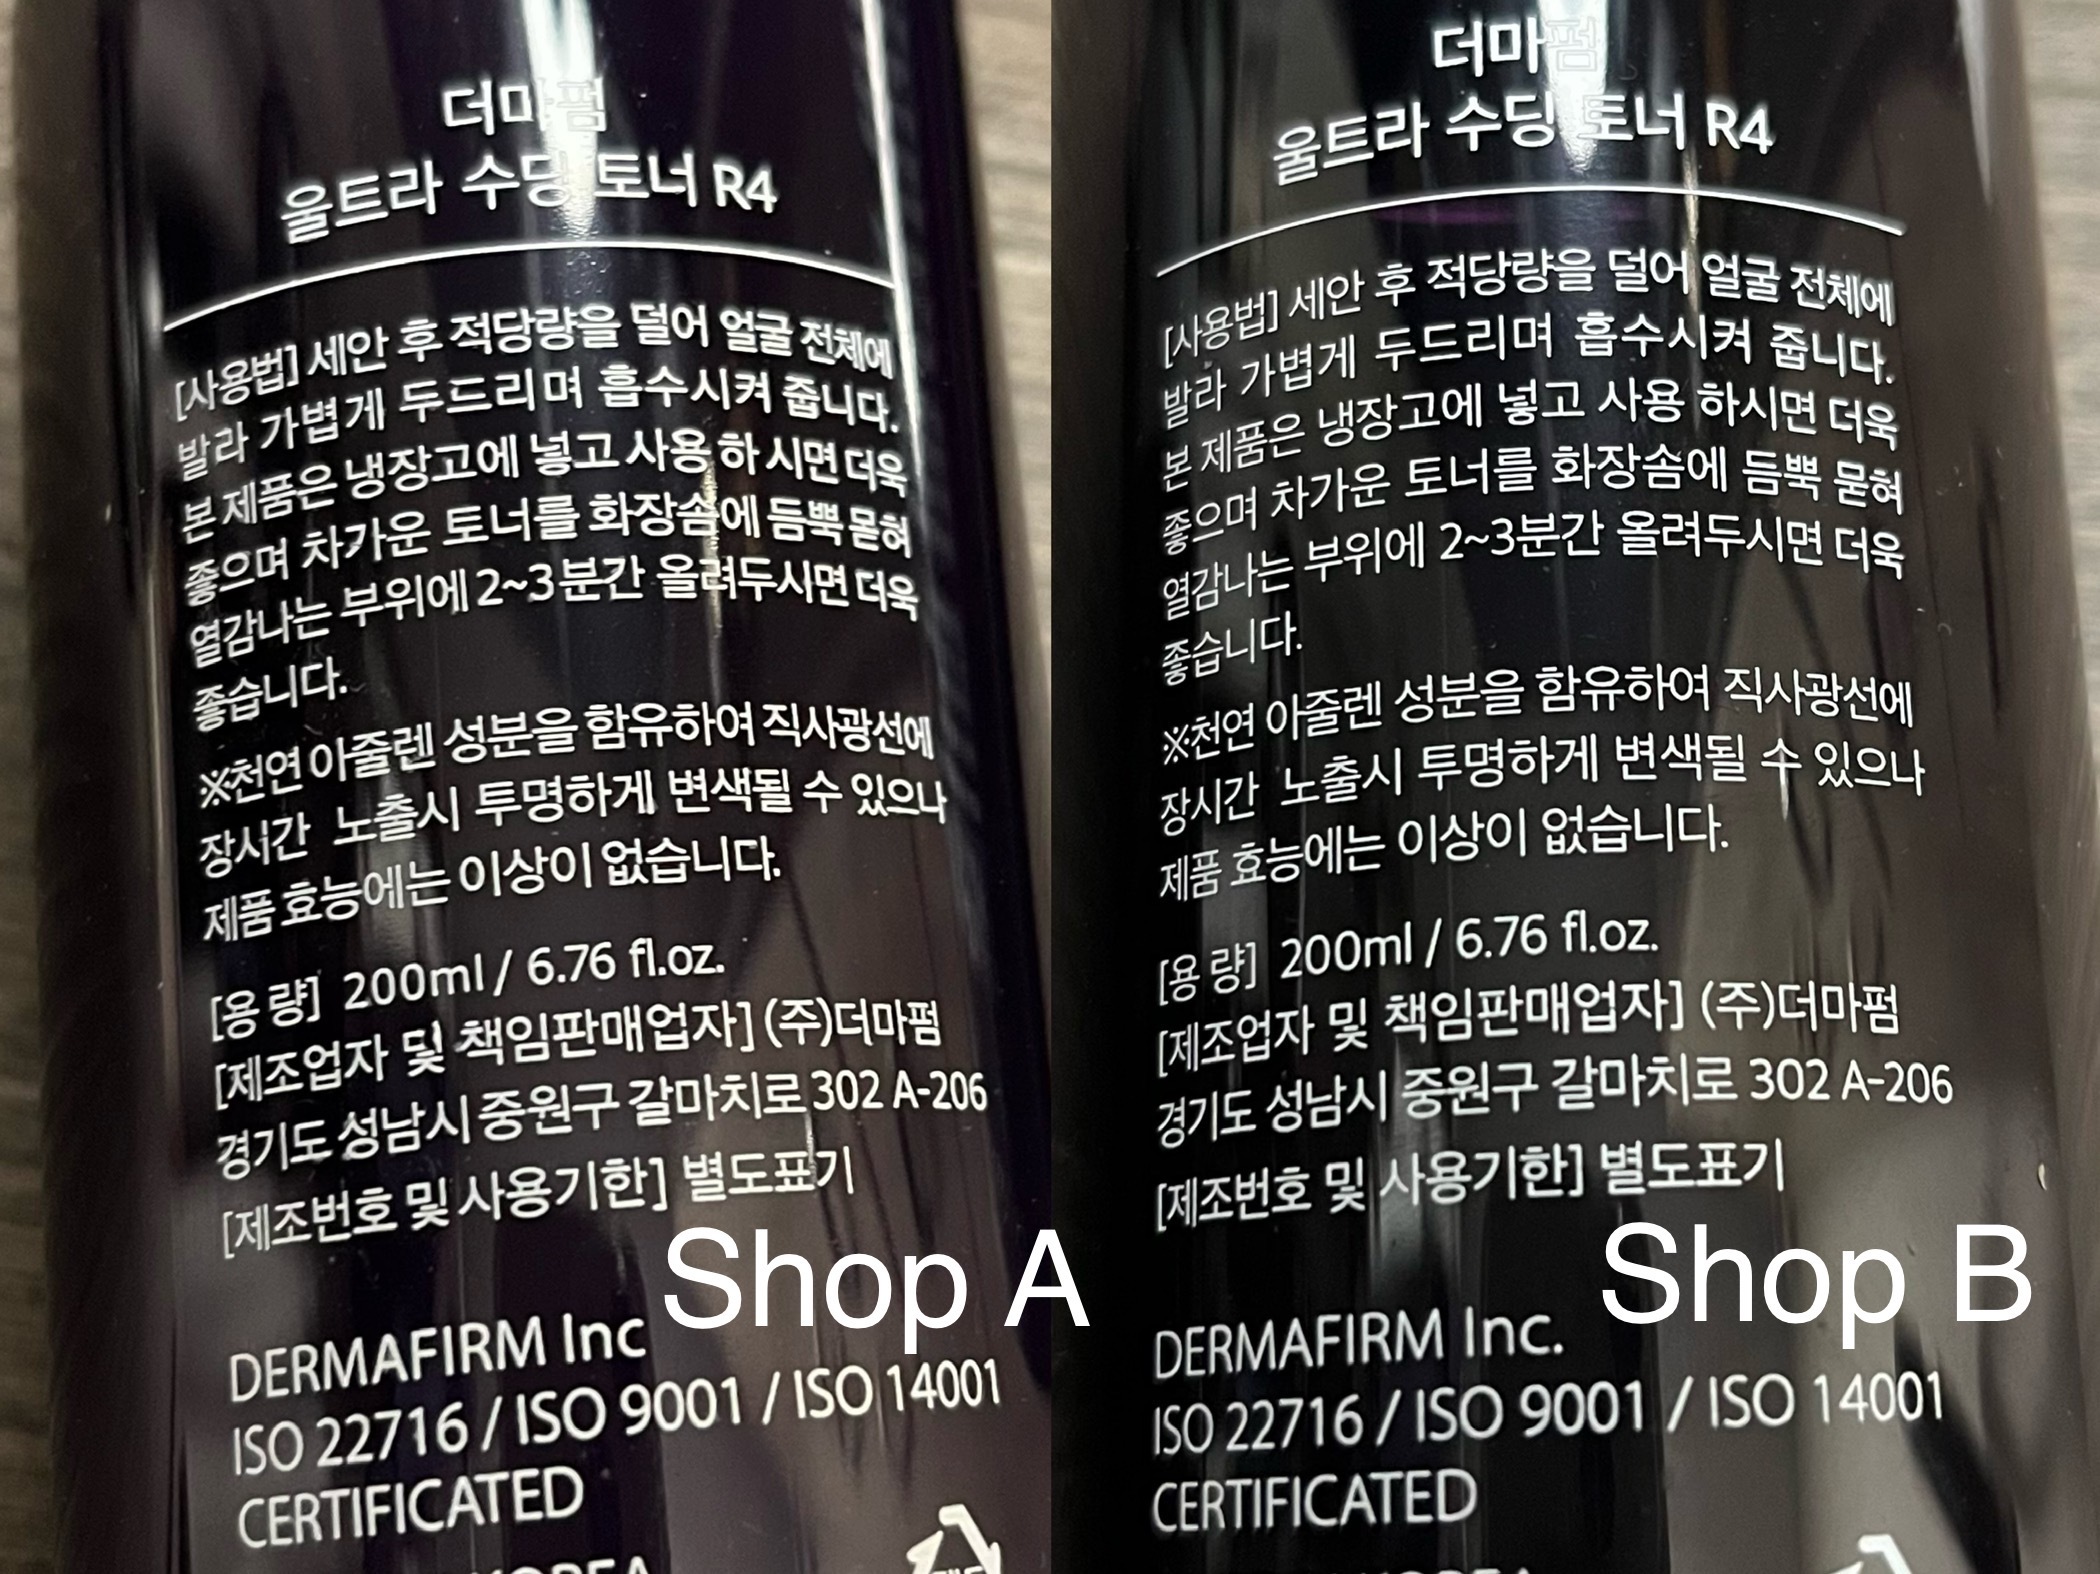 더마펌
울트라 수딩 토너 R4
[사용법] 세안 후 적당량을 덜어 얼굴 전체에
발라 가볍게 두드리며 흡수시켜 줍니다.
본 제품은 냉장고에 넣고 사용 하 시면 더욱
좋으며 차가운 토너를 화장솜에 듬뿍 묻혀
열감나는 부위에 2~3분간 올려두시면 더욱
좋습니다.
※천연 아줄렌 성분을 함유하여 직사광선에
장시간 노출시 투명하게 변색될 수 있으나
제품 효능에는 이상이 없습니다.
[용 량] 200ml / 6.76 fl.oz.
[제조업자 및 책임판매업자] (주)더마펌
경기도 성남시 중원구 갈마치로 302 A-206
[제조번호 및 사용기한] 별도표기
Shop A
DERMAFIRM Inc
ISO 22716 / ISO 9001 / ISO 14001
CERTIFICATED
더마펌
울트라 수딩 토너 R4
[사용법] 세안 후 적당량을 덜어 얼굴 전체에
발라 가볍게 두드리며 흡수시켜 줍니다.
본 제품은 냉장고에 넣고 사용 하시면 더욱
좋으며 차가운 토너를 화장솜에 듬뿍 묻혀
열감나는 부위에 2~3분간 올려두시면 더욱
좋습니다.
※천연 아줄렌 성분을 함유하여 직사광선에
장시간 노출시 투명하게 변색될 수 있으나
제품 효능에는 이상이 없습니다.
[용 량] 200ml / 6.76 fl.oz.
[제조업자 및 책임판매업자] (주)더마펌
경기도 성남시 중원구 갈마치로 302 A-206
[제조번호 및 사용기한] 별도표기
Shop B
DERMAFIRM Inc.
ISO 22716 / ISO 9001 / ISO 14001
CERTIFICATED